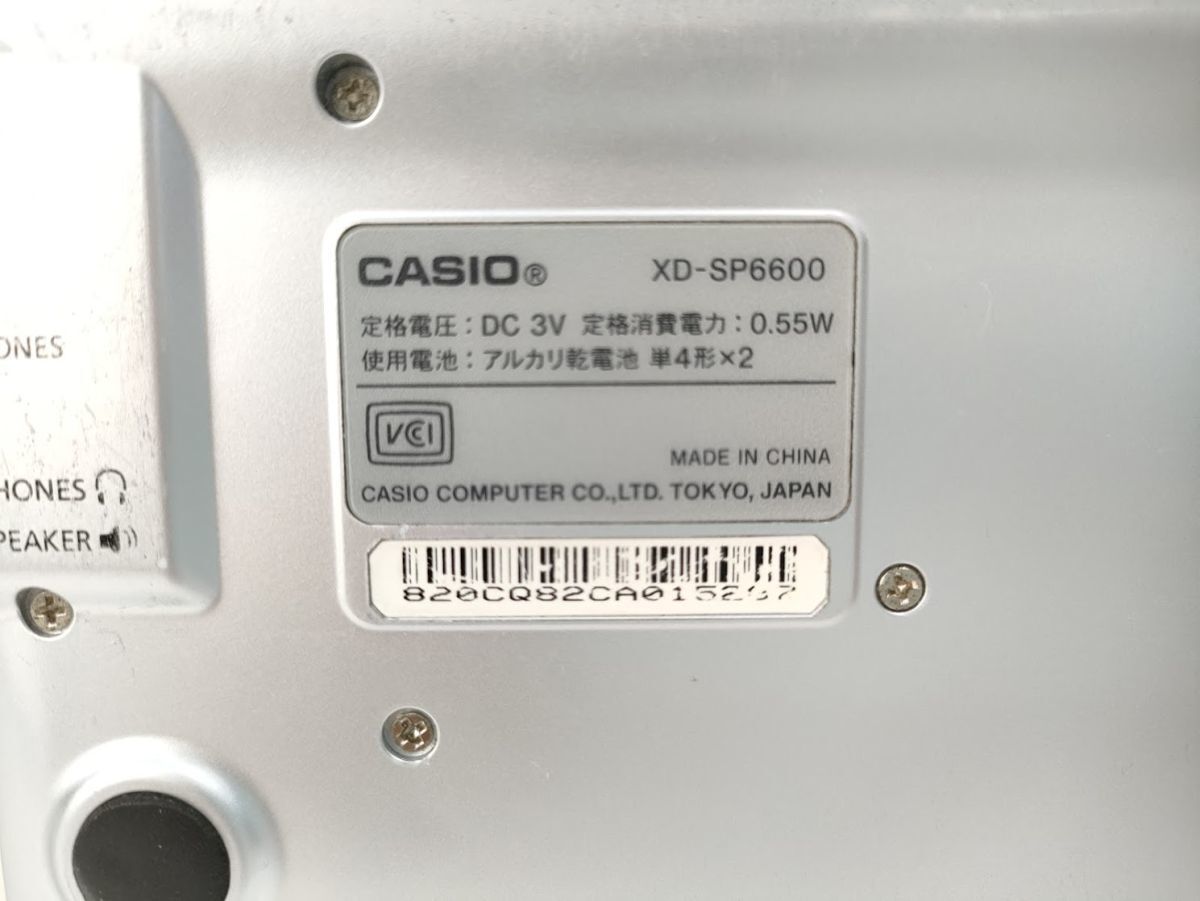 CASIO® XD-SP6600
定格電圧：DC 3V 定格消費電力：0.55W
使用電池：アルカリ乾電池 単4形×2
VCCI
MADE IN CHINA
CASIO COMPUTER CO.,LTD. TOKYO, JAPAN
ONES
HONES
PEAKER